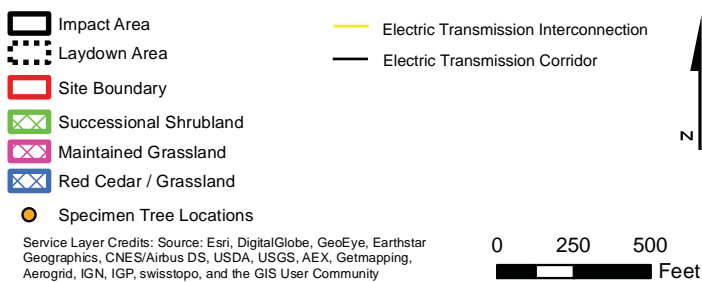 Impact Area
Laydown Area
Site Boundary
Successional Shrubland
Maintained Grassland
Red Cedar / Grassland
Specimen Tree Locations
Service Layer Credits: Source: Esri, DigitalGlobe, GeoEye, Earthstar
Geographics, CNES/Airbus DS, USDA, USGS, AEX, Getmapping,
Aerogrid, IGN, IGP, swisstopo, and the GIS User Community
Electric Transmission Interconnection
Electric Transmission Corridor
N
0 250 500
Feet